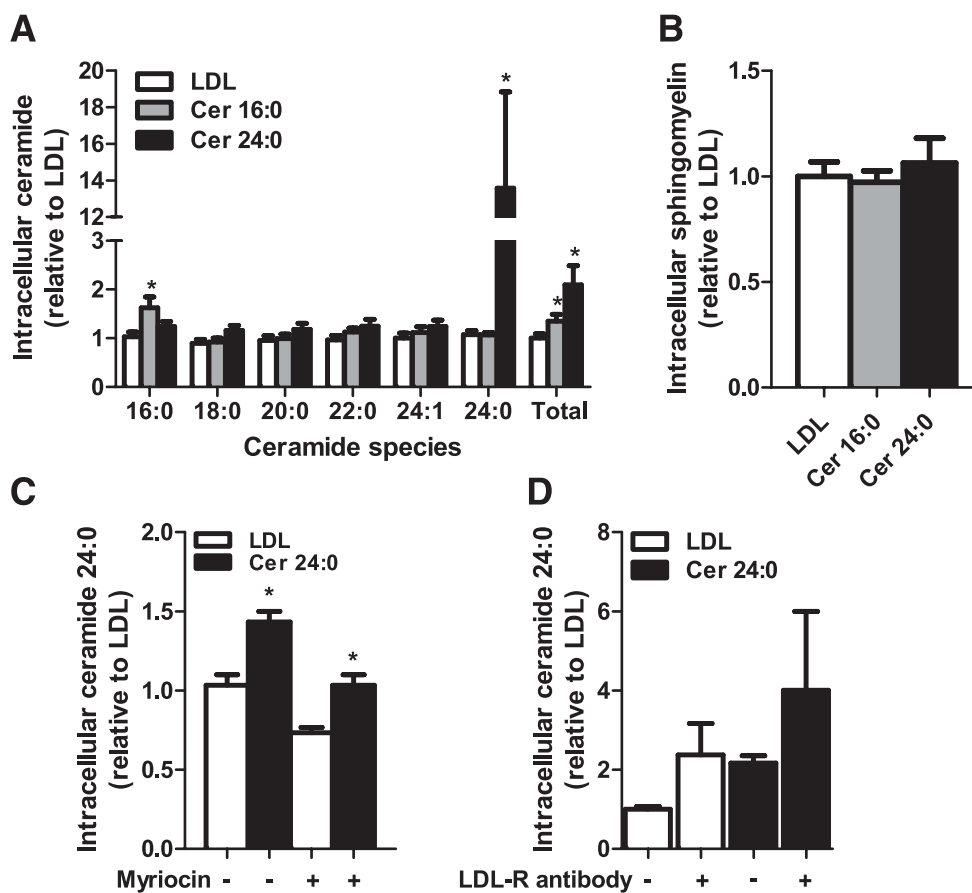 A
Intracellular ceramide
(relative to LDL)
20
18
16
14
12
3
2
1
0
LDL
Cer 16:0
Cer 24:0
*
*
*
*
16:0 18:0 20:0 22:0 24:1 24:0 Total
Ceramide species
B
Intracellular sphingomyelin
(relative to LDL)
1.5
1.0
0.5
0.0
LDL
Cer 16:0
Cer 24:0
C
Intracellular ceramide 24:0
(relative to LDL)
2.0
1.5
1.0
0.5
0.0
LDL
Cer 24:0
*
*
Myriocin - - + +
D
Intracellular ceramide 24:0
(relative to LDL)
8
6
4
2
0
LDL
Cer 24:0
LDL-R antibody - + - +